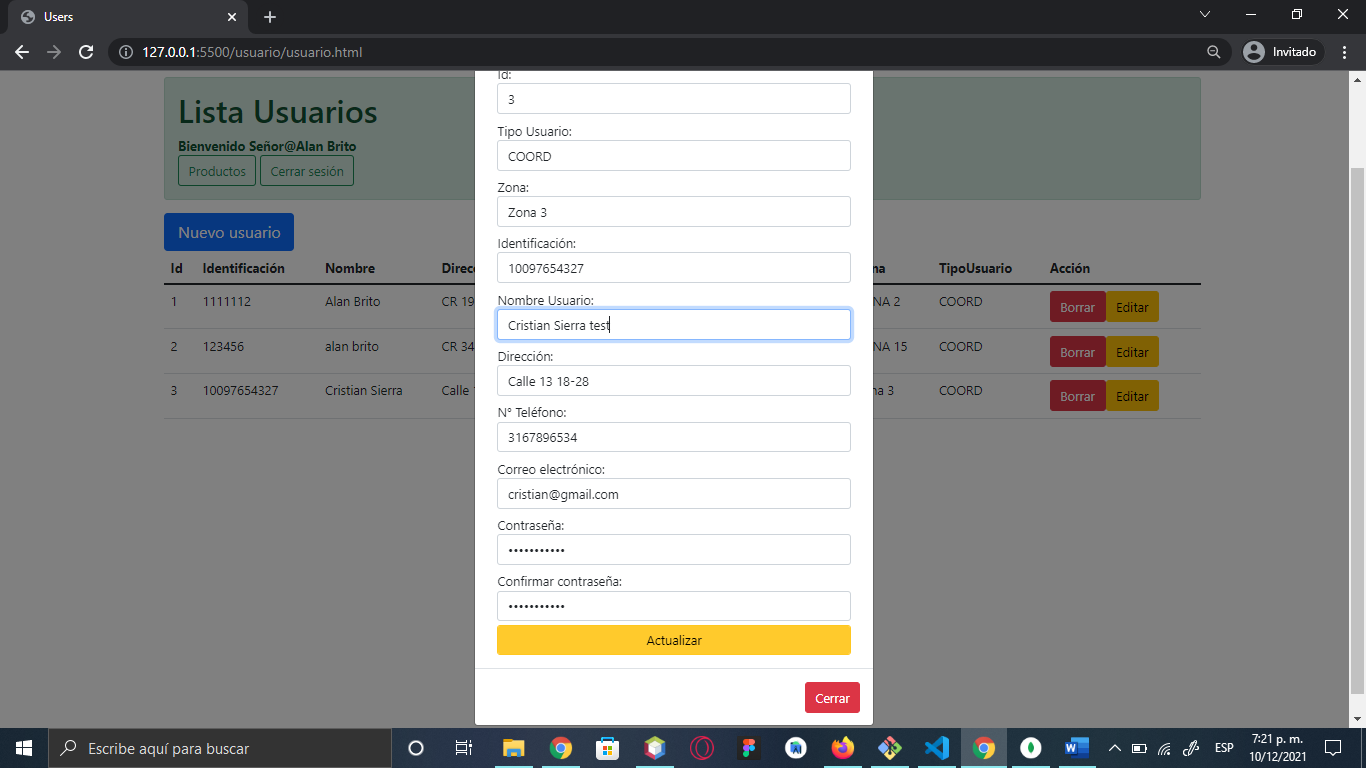 Users
127.0.0.1:5500/usuario/usuario.html
Invitado
Lista Usuarios
Bienvenido Señor@Alan Brito
Productos Cerrar sesión
Nuevo usuario
Id Identificación Nombre Direc na TipoUsuario Acción
1 1111112 Alan Brito CR 19 NA 2 COORD Borrar Editar
2 123456 alan brito CR 34 NA 15 COORD Borrar Editar
3 10097654327 Cristian Sierra Calle a 3 COORD Borrar Editar
Id:
3
Tipo Usuario:
COORD
Zona:
Zona 3
Identificación:
10097654327
Nombre Usuario:
Cristian Sierra test
Dirección:
Calle 13 18-28
N° Teléfono:
3167896534
Correo electrónico:
cristian@gmail.com
Contraseña:
•••••••••••
Confirmar contraseña:
•••••••••••
Actualizar
Cerrar
Escribe aquí para buscar
ESP
7:21 p. m.
10/12/2021